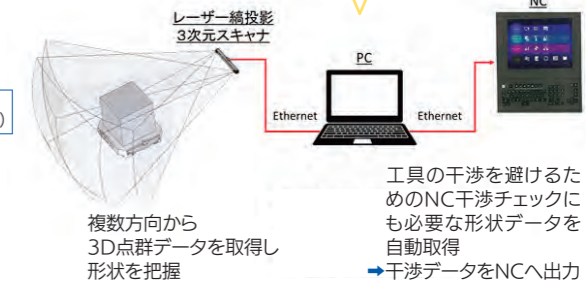 レーザー縞投影
3次元スキャナ
PC
NC
Ethernet
Ethernet
)
複数方向から
3D点群データを取得し
形状を把握
工具の干渉を避けるた
めのNC干渉チェックに
も必要な形状データを
自動取得
➡干渉データをNCへ出力